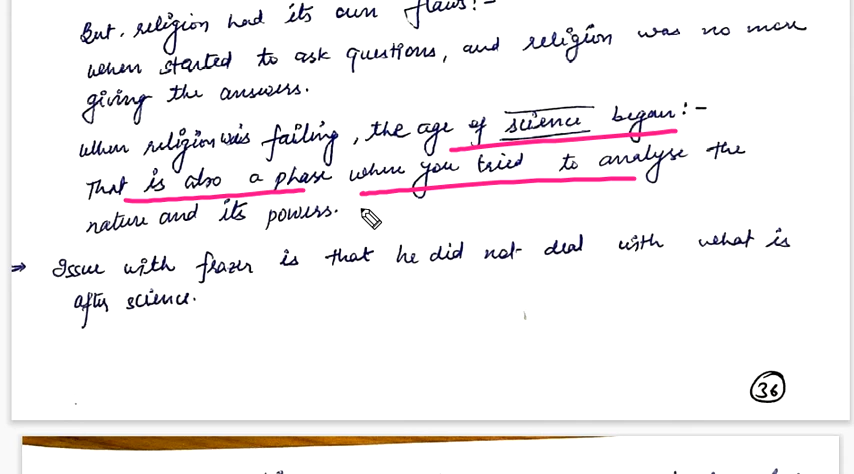 But, religion had its own flaws:-
when started to ask questions, and religion was no more
giving the answers.
When religion was failing, the age of science began:-
That is also a phase when you tried to analyse the
nature and its powers.
⇒ Issue with frazer is that he did not deal with what is
after science.
36